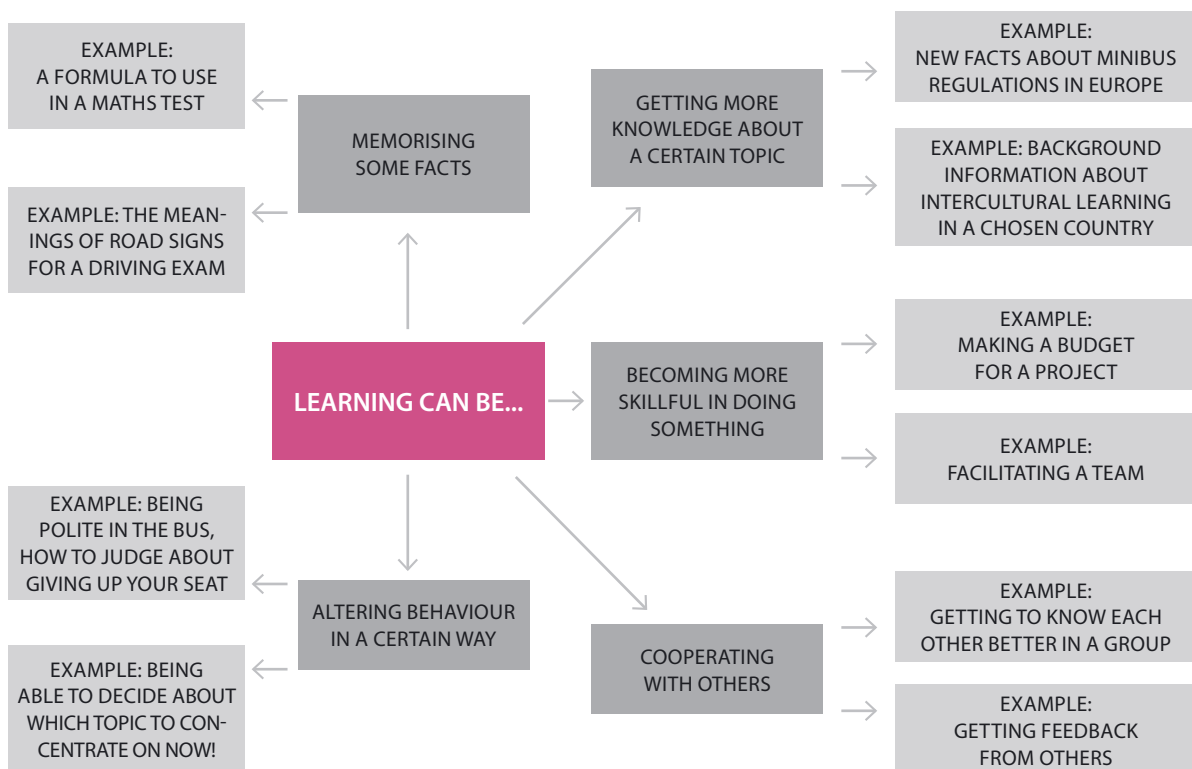 EXAMPLE:
A FORMULA TO USE
IN A MATHS TEST
MEMORISING
SOME FACTS
EXAMPLE: THE MEAN-
INGS OF ROAD SIGNS
FOR A DRIVING EXAM
GETTING MORE
KNOWLEDGE ABOUT
A CERTAIN TOPIC
EXAMPLE:
NEW FACTS ABOUT MINIBUS
REGULATIONS IN EUROPE
EXAMPLE: BACKGROUND
INFORMATION ABOUT
INTERCULTURAL LEARNING
IN A CHOSEN COUNTRY
LEARNING CAN BE...
BECOMING MORE
SKILLFUL IN DOING
SOMETHING
EXAMPLE:
MAKING A BUDGET
FOR A PROJECT
EXAMPLE:
FACILITATING A TEAM
EXAMPLE: BEING
POLITE IN THE BUS,
HOW TO JUDGE ABOUT
GIVING UP YOUR SEAT
ALTERING BEHAVIOUR
IN A CERTAIN WAY
EXAMPLE: BEING
ABLE TO DECIDE ABOUT
WHICH TOPIC TO CON-
CENTRATE ON NOW!
COOPERATING
WITH OTHERS
EXAMPLE:
GETTING TO KNOW EACH
OTHER BETTER IN A GROUP
EXAMPLE:
GETTING FEEDBACK
FROM OTHERS